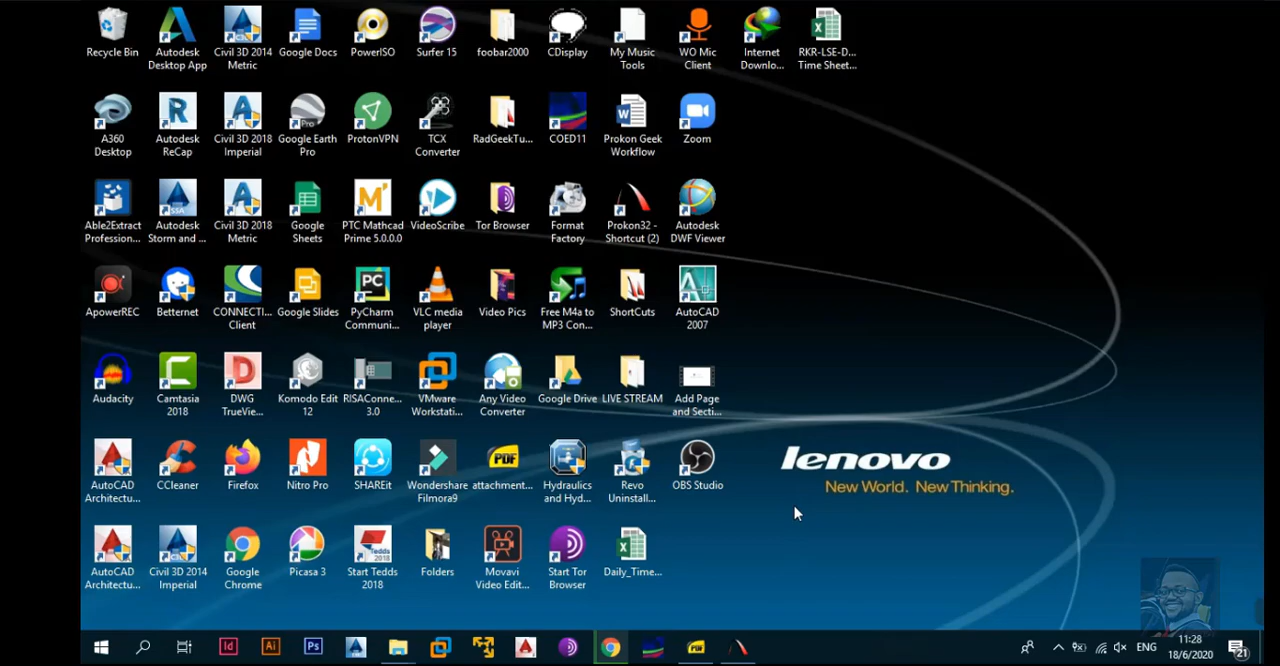 Recycle Bin
Autodesk
Desktop App
Civil 3D 2014
Metric
Google Docs
PowerISO
Surfer 15
foobar2000
CDisplay
My Music
Tools
WO Mic
Client
Internet
Downlo...
RKR-LSE-D...
Time Sheet...
A360
Desktop
Autodesk
ReCap
Civil 3D 2018
Imperial
Google Earth
Pro
ProtonVPN
TCX
Converter
RadGeekTu...
COED11
Prokon Geek
Workflow
Zoom
Able2Extract
Profession...
Autodesk
Storm and ...
Civil 3D 2018
Metric
Google
Sheets
PTC Mathcad
Prime 5.0.0.0
VideoScribe
Tor Browser
Format
Factory
Prokon32 -
Shortcut (2)
Autodesk
DWF Viewer
ApowerREC
Betternet
CONNECTI...
Client
Google Slides
PyCharm
Communi...
VLC media
player
Video Pics
Free M4a to
MP3 Con...
ShortCuts
AutoCAD
2007
Audacity
Camtasia
2018
DWG
TrueVie...
Komodo Edit
12
RISAConne...
3.0
VMware
Workstati...
Any Video
Converter
Google Drive
LIVE STREAM
Add Page
and Secti...
AutoCAD
Architectu...
CCleaner
Firefox
Nitro Pro
SHAREit
Wondershare
Filmora9
attachment...
Hydraulics
and Hyd...
Revo
Uninstall...
OBS Studio
lenovo
New World. New Thinking.
AutoCAD
Architectu...
Civil 3D 2014
Imperial
Google
Chrome
Picasa 3
Start Tedds
2018
Folders
Movavi
Video Edit...
Start Tor
Browser
Daily_Time...
ENG
11:28
18/6/2020
21